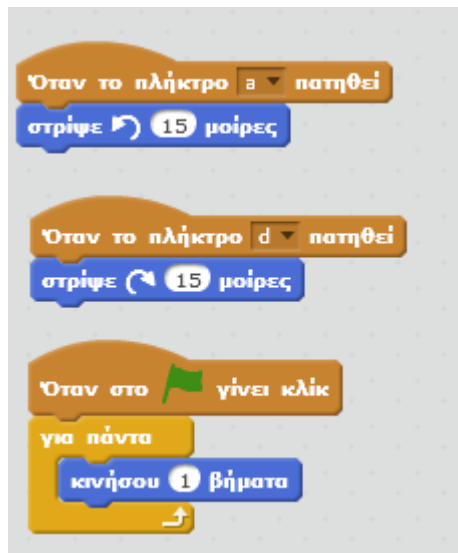 Όταν το πλήκτρο a πατηθεί
στρίψε 15 μοίρες
Όταν το πλήκτρο d πατηθεί
στρίψε 15 μοίρες
Όταν στο γίνει κλίκ
για πάντα
κινήσου 1 βήματα